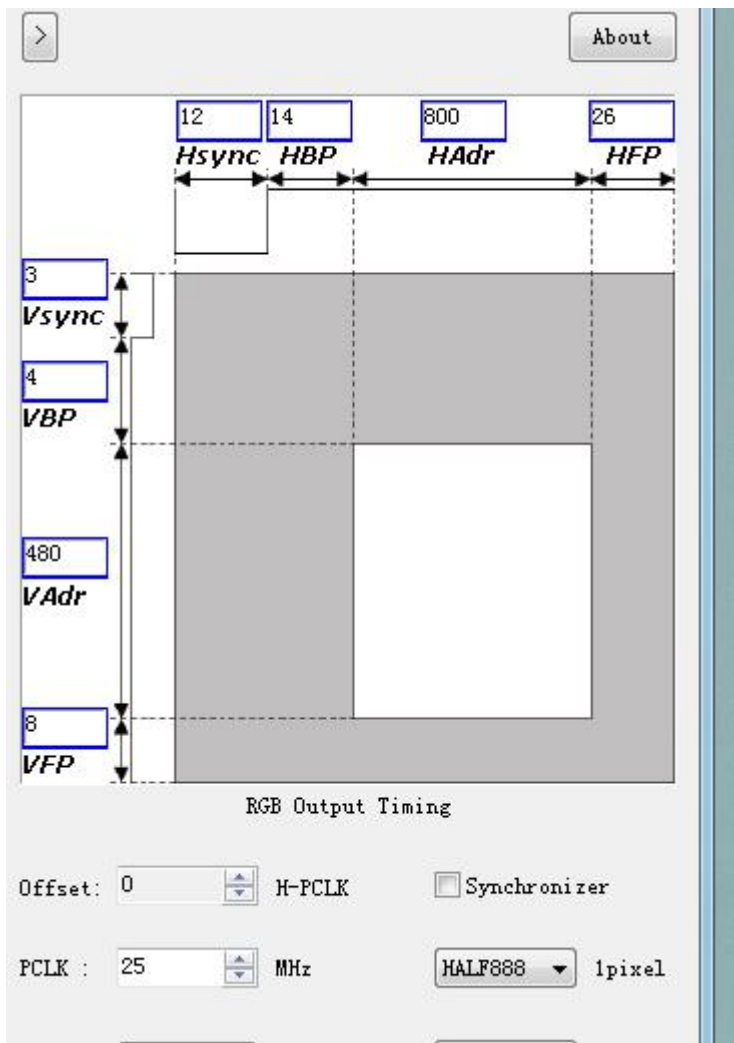 >
About
12 14 800 26
Hsync HBP HAdr HFP
3
Vsync
4
VBP
480
VAdr
8
VFP
RGB Output Timing
Offset: 0 H-PCLK Synchronizer
PCLK : 25 MHz HALF888 1pixel